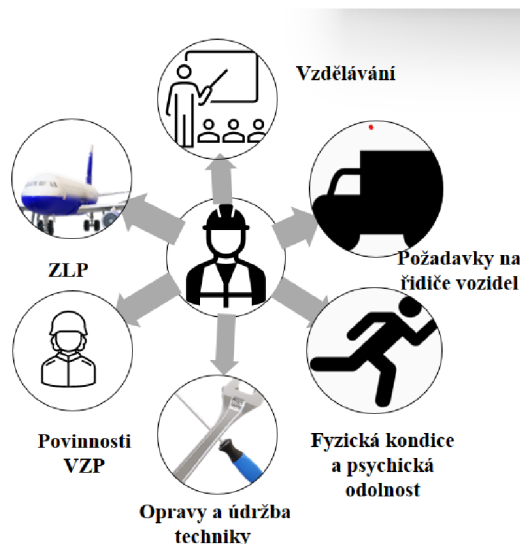 Vzdělávání
Požadavky na
řidiče vozidel
ZLP
Povinnosti
VZP
Fyzická kondice
a psychická
odolnost
Opravy a údržba
techniky